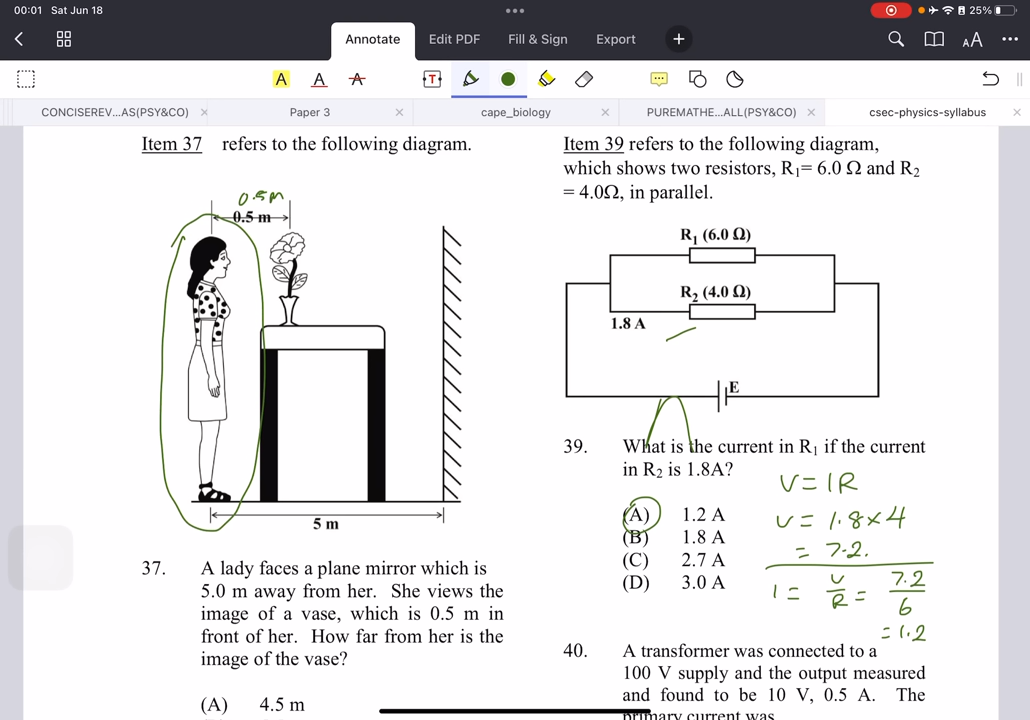 00:01 Sat Jun 18
25%
Annotate
Edit PDF
Fill & Sign
Export
+
AA
A A A
T
CONCISEREV...AS(PSY&CO) ×
Paper 3 ×
cape_biology ×
PUREMATHE...ALL(PSY&CO) ×
csec-physics-syllabus ×
Item 37 refers to the following diagram.
0.5M
0.5 m
5 m
37. A lady faces a plane mirror which is
5.0 m away from her. She views the
image of a vase, which is 0.5 m in
front of her. How far from her is the
image of the vase?
(A) 4.5 m
Item 39 refers to the following diagram,
which shows two resistors, R1= 6.0 Ω and R2
= 4.0Ω, in parallel.
R1 (6.0 Ω)
R2 (4.0 Ω)
1.8 A
E
39. What is the current in R1 if the current
in R2 is 1.8A?
(A) 1.2 A
(B) 1.8 A
(C) 2.7 A
(D) 3.0 A
V = IR
V = 1.8 × 4
= 7.2.
I = V/R = 7.2/6
= 1.2
40. A transformer was connected to a
100 V supply and the output measured
and found to be 10 V, 0.5 A. The
primary current was